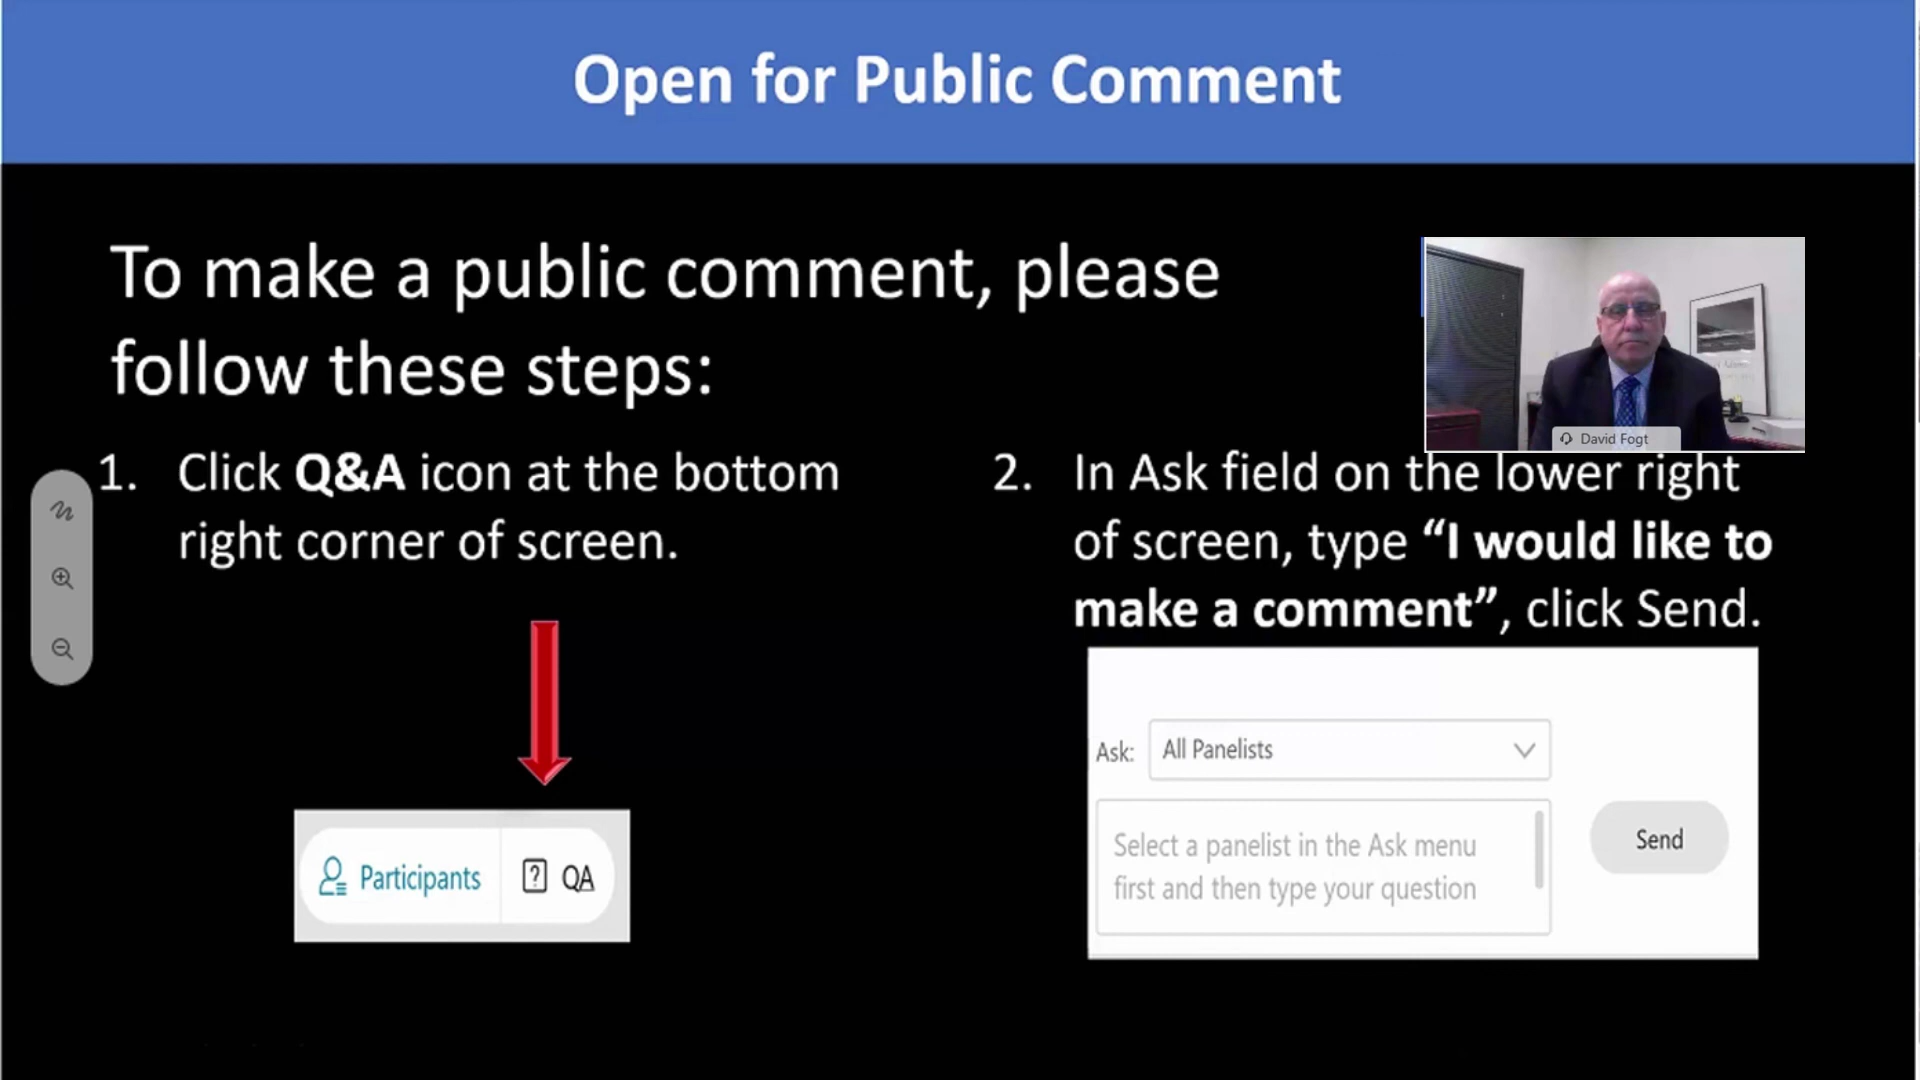 Open for Public Comment
To make a public comment, please
follow these steps:
David Fogt
1. Click Q&A icon at the bottom
right corner of screen.
2. In Ask field on the lower right
of screen, type “I would like to
make a comment”, click Send.
Participants
QA
Ask:
All Panelists
Select a panelist in the Ask menu
first and then type your question
Send